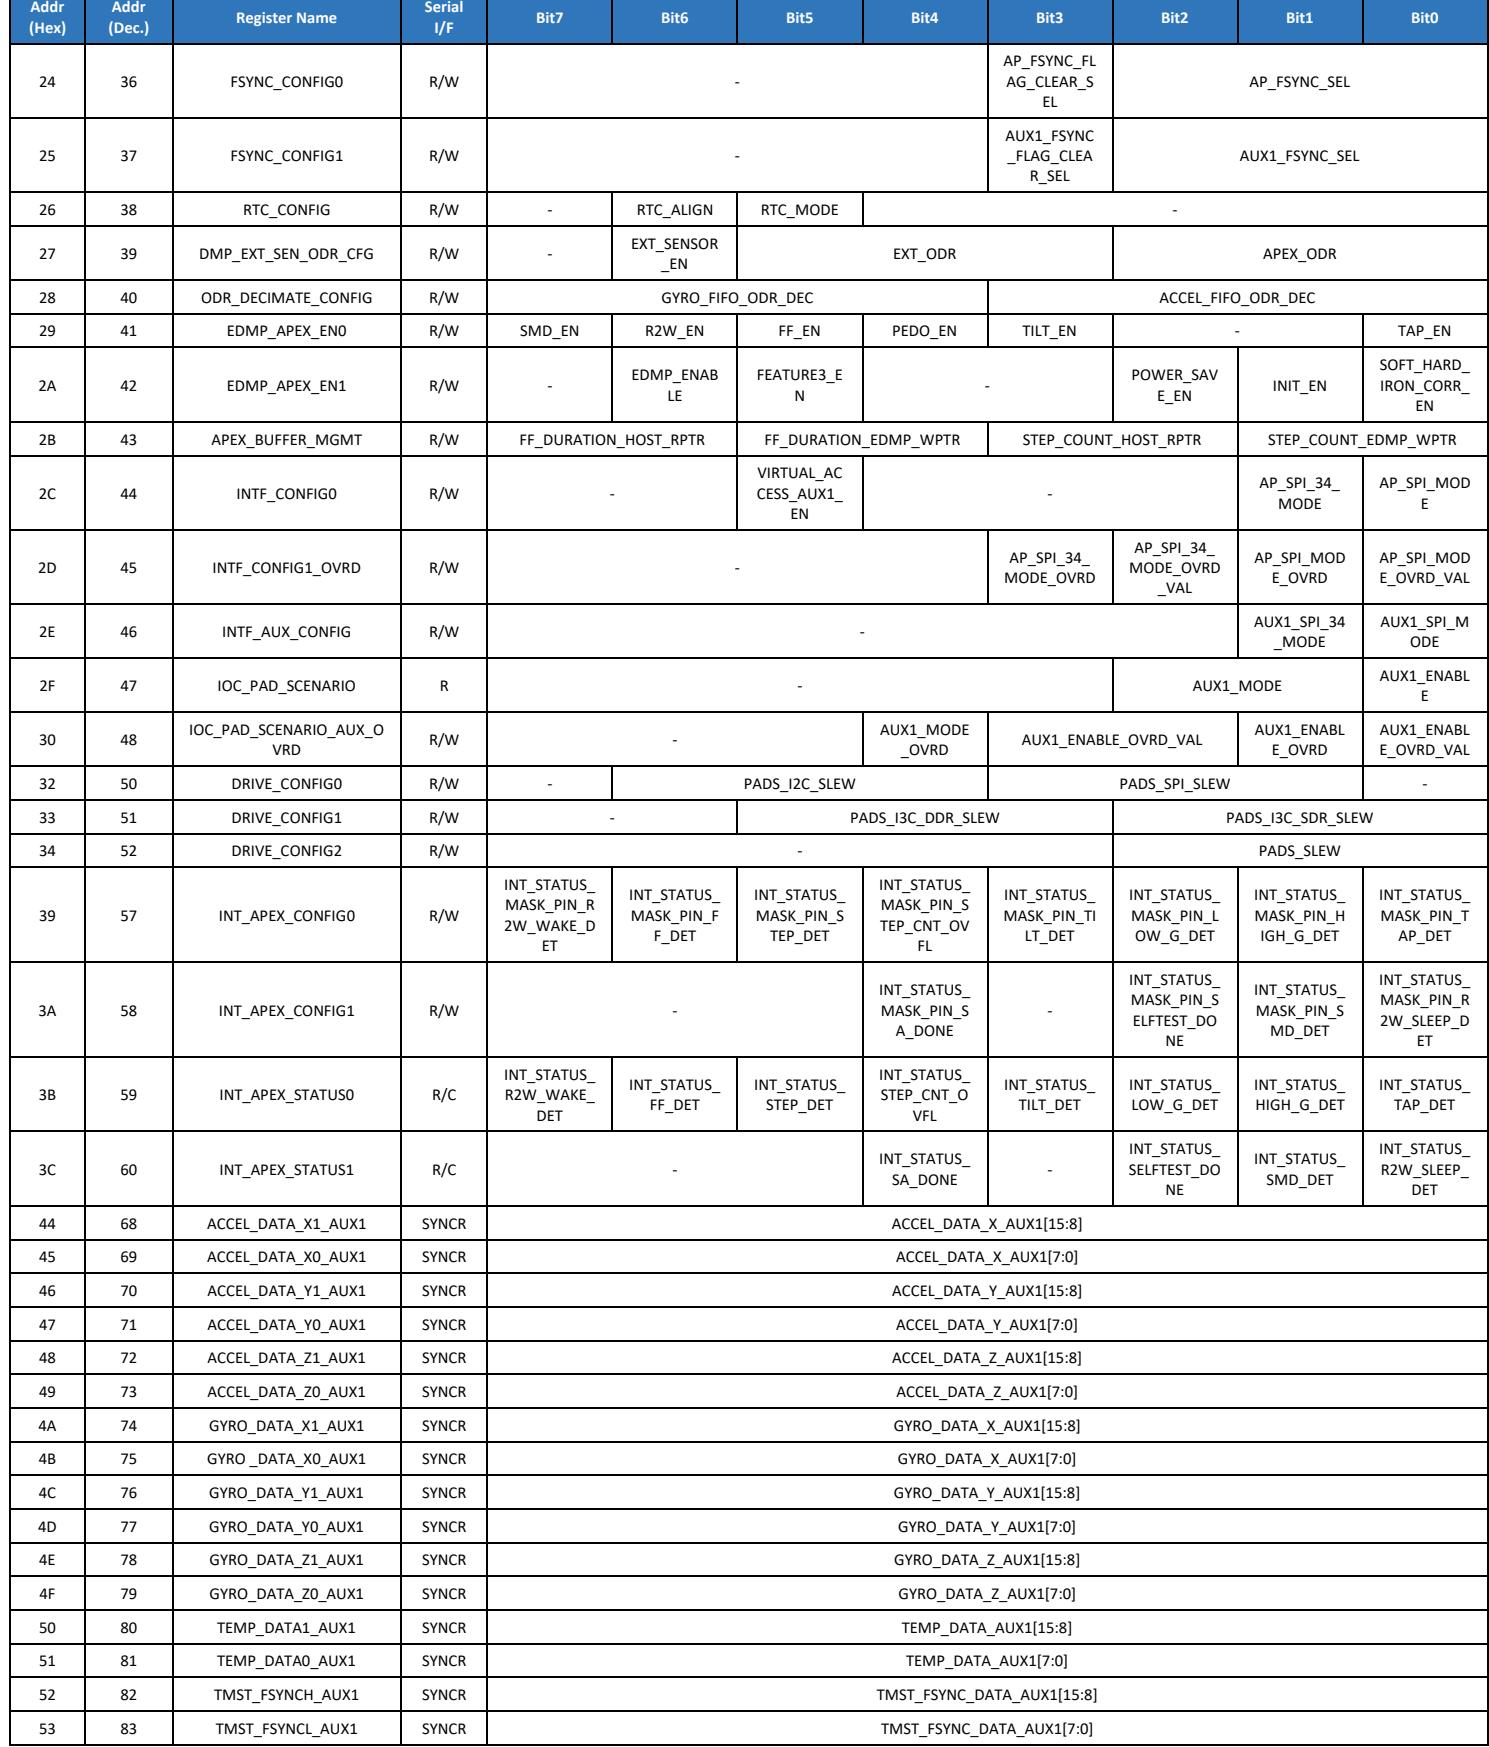 Addr (Hex) Addr (Dec.) Register Name Serial I/F Bit7 Bit6 Bit5 Bit4 Bit3 Bit2 Bit1 Bit0
24 36 FSYNC_CONFIG0 R/W - AP_FSYNC_FLAG_CLEAR_SEL AP_FSYNC_SEL
25 37 FSYNC_CONFIG1 R/W - AUX1_FSYNC_FLAG_CLEAR_SEL AUX1_FSYNC_SEL
26 38 RTC_CONFIG R/W - RTC_ALIGN RTC_MODE -
27 39 DMP_EXT_SEN_ODR_CFG R/W - EXT_SENSOR_EN EXT_ODR APEX_ODR
28 40 ODR_DECIMATE_CONFIG R/W GYRO_FIFO_ODR_DEC ACCEL_FIFO_ODR_DEC
29 41 EDMP_APEX_EN0 R/W SMD_EN R2W_EN FF_EN PEDO_EN TILT_EN - TAP_EN
2A 42 EDMP_APEX_EN1 R/W - EDMP_ENABLE FEATURE3_EN - POWER_SAVE_EN INIT_EN SOFT_HARD_IRON_CORR_EN
2B 43 APEX_BUFFER_MGMT R/W FF_DURATION_HOST_RPTR FF_DURATION_EDMP_WPTR STEP_COUNT_HOST_RPTR STEP_COUNT_EDMP_WPTR
2C 44 INTF_CONFIG0 R/W - VIRTUAL_ACCESS_AUX1_EN - AP_SPI_34_MODE AP_SPI_MODE
2D 45 INTF_CONFIG1_OVRD R/W - AP_SPI_34_MODE_OVRD AP_SPI_34_MODE_OVRD_VAL AP_SPI_MODE_OVRD AP_SPI_MODE_OVRD_VAL
2E 46 INTF_AUX_CONFIG R/W - AUX1_SPI_34_MODE AUX1_SPI_MODE
2F 47 IOC_PAD_SCENARIO R - AUX1_MODE AUX1_ENABLE
30 48 IOC_PAD_SCENARIO_AUX_OVRD R/W - AUX1_MODE_OVRD AUX1_ENABLE_OVRD_VAL AUX1_ENABLE_OVRD AUX1_ENABLE_OVRD_VAL
32 50 DRIVE_CONFIG0 R/W - PADS_I2C_SLEW PADS_SPI_SLEW -
33 51 DRIVE_CONFIG1 R/W - PADS_I3C_DDR_SLEW PADS_I3C_SDR_SLEW
34 52 DRIVE_CONFIG2 R/W - PADS_SLEW
39 57 INT_APEX_CONFIG0 R/W INT_STATUS_MASK_PIN_R2W_WAKE_DET INT_STATUS_MASK_PIN_FF_DET INT_STATUS_MASK_PIN_STEP_DET INT_STATUS_MASK_PIN_STEP_CNT_OVFL INT_STATUS_MASK_PIN_TILT_DET INT_STATUS_MASK_PIN_LOW_G_DET INT_STATUS_MASK_PIN_HIGH_G_DET INT_STATUS_MASK_PIN_TAP_DET
3A 58 INT_APEX_CONFIG1 R/W - INT_STATUS_MASK_PIN_SA_DONE - INT_STATUS_MASK_PIN_SELFTEST_DONE INT_STATUS_MASK_PIN_SMD_DET INT_STATUS_MASK_PIN_R2W_SLEEP_DET
3B 59 INT_APEX_STATUS0 R/C INT_STATUS_R2W_WAKE_DET INT_STATUS_FF_DET INT_STATUS_STEP_DET INT_STATUS_STEP_CNT_OVFL INT_STATUS_TILT_DET INT_STATUS_LOW_G_DET INT_STATUS_HIGH_G_DET INT_STATUS_TAP_DET
3C 60 INT_APEX_STATUS1 R/C - INT_STATUS_SA_DONE - INT_STATUS_SELFTEST_DONE INT_STATUS_SMD_DET INT_STATUS_R2W_SLEEP_DET
44 68 ACCEL_DATA_X1_AUX1 SYNCR ACCEL_DATA_X_AUX1[15:8]
45 69 ACCEL_DATA_X0_AUX1 SYNCR ACCEL_DATA_X_AUX1[7:0]
46 70 ACCEL_DATA_Y1_AUX1 SYNCR ACCEL_DATA_Y_AUX1[15:8]
47 71 ACCEL_DATA_Y0_AUX1 SYNCR ACCEL_DATA_Y_AUX1[7:0]
48 72 ACCEL_DATA_Z1_AUX1 SYNCR ACCEL_DATA_Z_AUX1[15:8]
49 73 ACCEL_DATA_Z0_AUX1 SYNCR ACCEL_DATA_Z_AUX1[7:0]
4A 74 GYRO_DATA_X1_AUX1 SYNCR GYRO_DATA_X_AUX1[15:8]
4B 75 GYRO _DATA_X0_AUX1 SYNCR GYRO_DATA_X_AUX1[7:0]
4C 76 GYRO_DATA_Y1_AUX1 SYNCR GYRO_DATA_Y_AUX1[15:8]
4D 77 GYRO_DATA_Y0_AUX1 SYNCR GYRO_DATA_Y_AUX1[7:0]
4E 78 GYRO_DATA_Z1_AUX1 SYNCR GYRO_DATA_Z_AUX1[15:8]
4F 79 GYRO_DATA_Z0_AUX1 SYNCR GYRO_DATA_Z_AUX1[7:0]
50 80 TEMP_DATA1_AUX1 SYNCR TEMP_DATA_AUX1[15:8]
51 81 TEMP_DATA0_AUX1 SYNCR TEMP_DATA_AUX1[7:0]
52 82 TMST_FSYNCH_AUX1 SYNCR TMST_FSYNC_DATA_AUX1[15:8]
53 83 TMST_FSYNCL_AUX1 SYNCR TMST_FSYNC_DATA_AUX1[7:0]